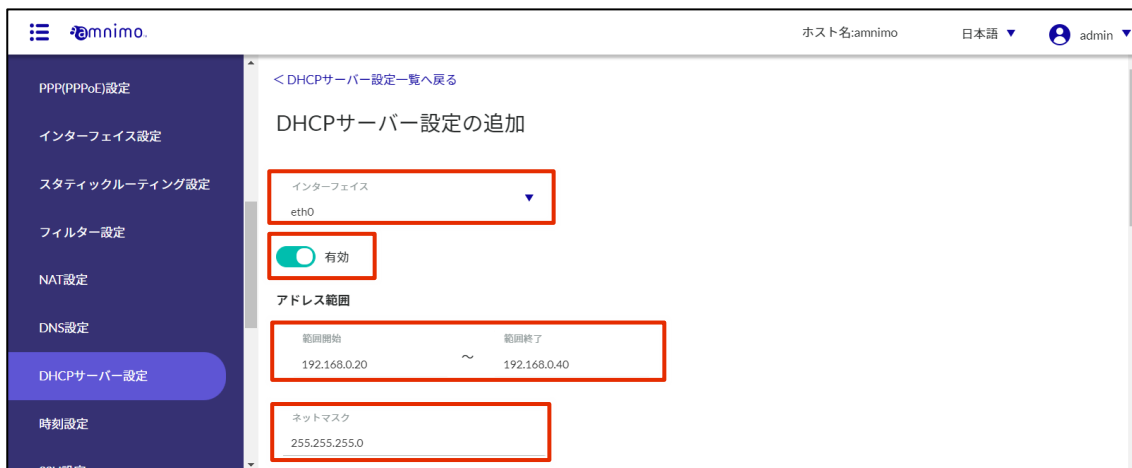 amnimo.
ホスト名:amnimo
日本語 ▼
admin ▼
PPP(PPPoE)設定
インターフェイス設定
スタティックルーティング設定
フィルター設定
NAT設定
DNS設定
DHCPサーバー設定
時刻設定
< DHCPサーバー設定一覧へ戻る
DHCPサーバー設定の追加
インターフェイス
eth0
有効
アドレス範囲
範囲開始
192.168.0.20
～
範囲終了
192.168.0.40
ネットマスク
255.255.255.0